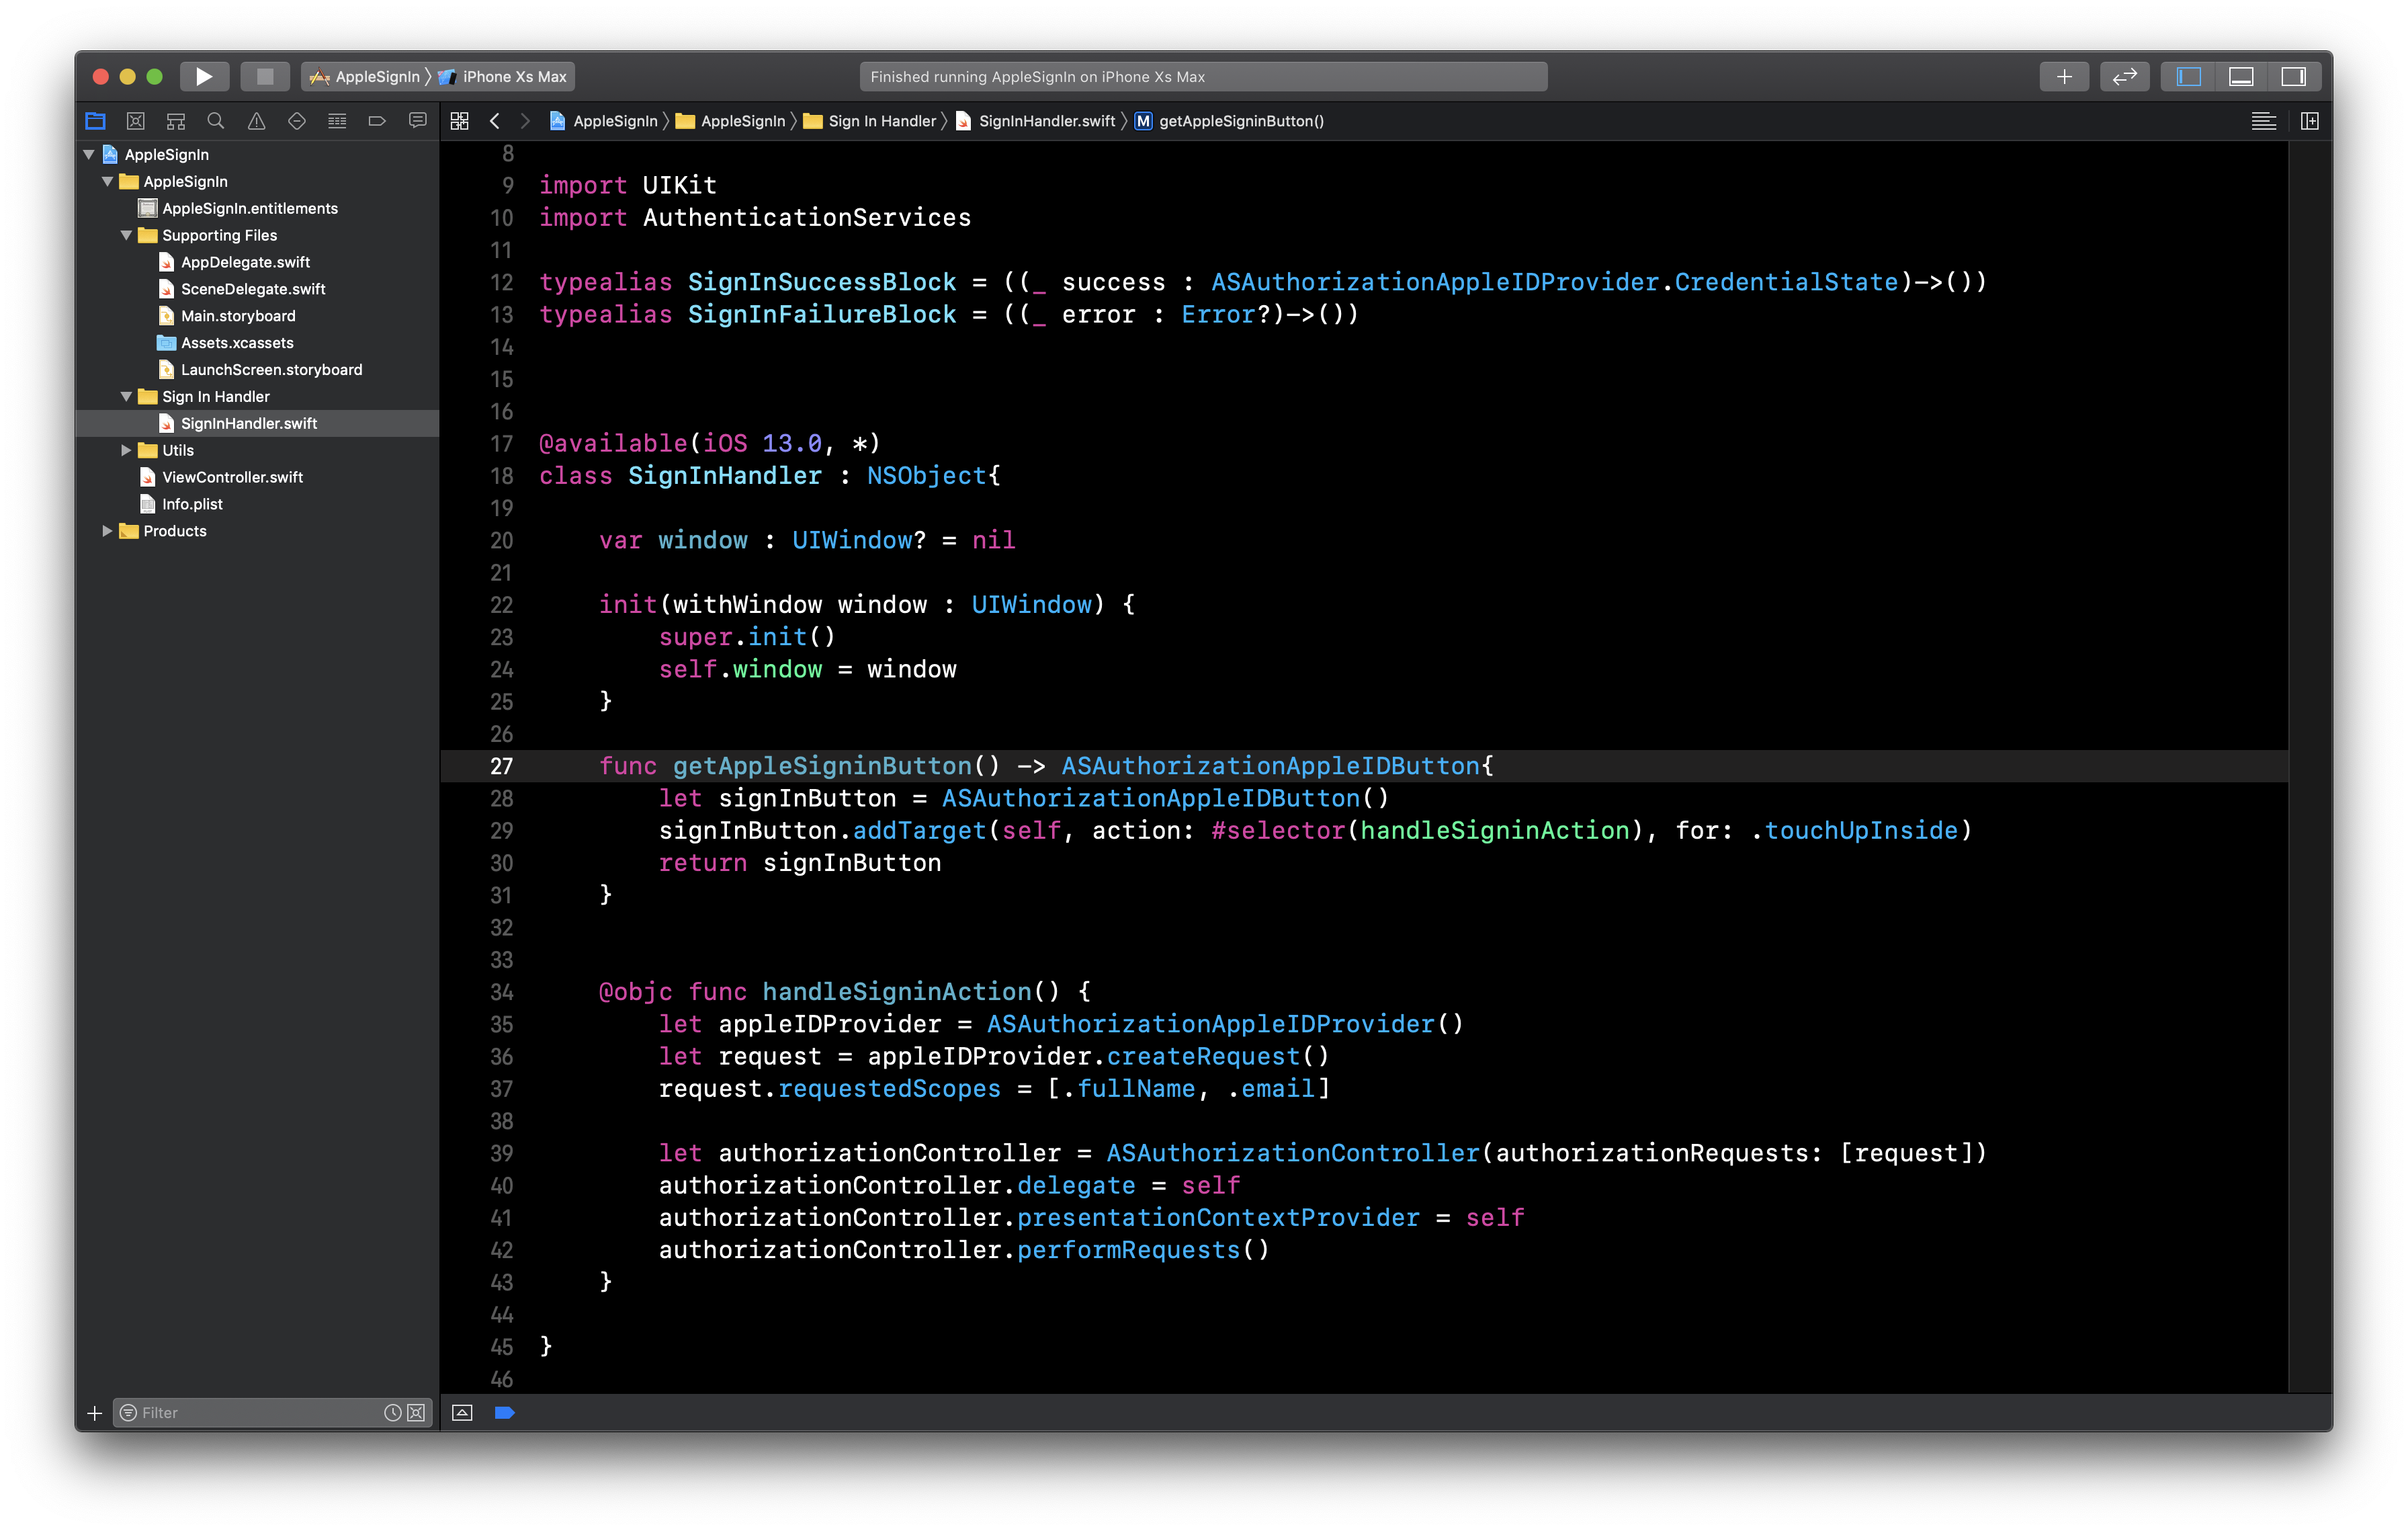 AppleSignIn 〉 iPhone Xs Max
Finished running AppleSignIn on iPhone Xs Max
AppleSignIn 〉 AppleSignIn 〉 Sign In Handler 〉 SignInHandler.swift 〉 M getAppleSigninButton()
AppleSignIn
AppleSignIn
AppleSignIn.entitlements
Supporting Files
AppDelegate.swift
SceneDelegate.swift
Main.storyboard
Assets.xcassets
LaunchScreen.storyboard
Sign In Handler
SignInHandler.swift
Utils
ViewController.swift
Info.plist
Products
Filter
8
9 import UIKit
10 import AuthenticationServices
11
12 typealias SignInSuccessBlock = ((_ success : ASAuthorizationAppleIDProvider.CredentialState)->())
13 typealias SignInFailureBlock = ((_ error : Error?)->())
14
15
16
17 @available(iOS 13.0, *)
18 class SignInHandler : NSObject{
19
20     var window : UIWindow? = nil
21
22     init(withWindow window : UIWindow) {
23         super.init()
24         self.window = window
25     }
26
27     func getAppleSigninButton() -> ASAuthorizationAppleIDButton{
28         let signInButton = ASAuthorizationAppleIDButton()
29         signInButton.addTarget(self, action: #selector(handleSigninAction), for: .touchUpInside)
30         return signInButton
31     }
32
33
34     @objc func handleSigninAction() {
35         let appleIDProvider = ASAuthorizationAppleIDProvider()
36         let request = appleIDProvider.createRequest()
37         request.requestedScopes = [.fullName, .email]
38
39         let authorizationController = ASAuthorizationController(authorizationRequests: [request])
40         authorizationController.delegate = self
41         authorizationController.presentationContextProvider = self
42         authorizationController.performRequests()
43     }
44
45 }
46